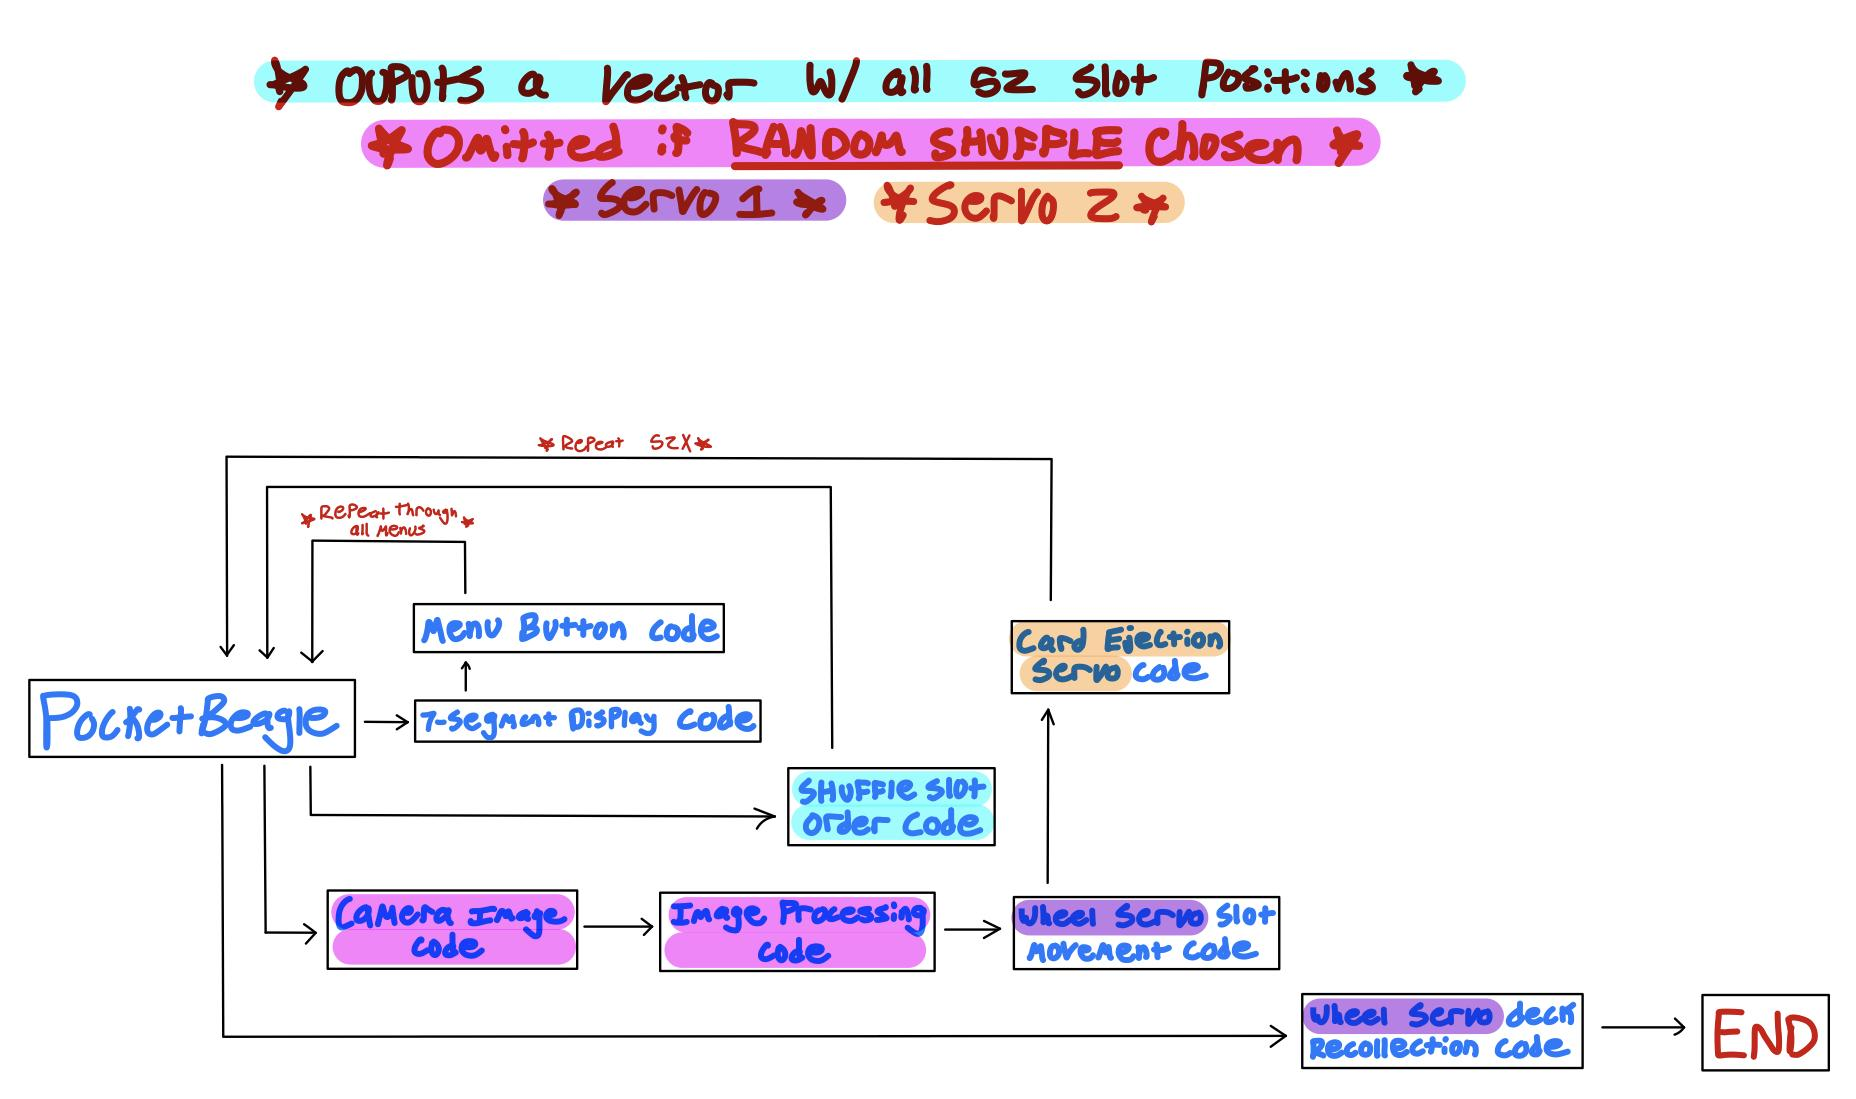 * OUPUTS a Vector W/ all 52 Slot Positions *
* Omitted if RANDOM SHUFFLE Chosen *
* Servo 1 * * Servo 2 *
* Repeat 52X *
* Repeat through *
all Menus
Menu Button code
Card Ejection
Servo code
PocketBeagle
7-segment Display code
SHUFFle slot
order code
Camera Image
code
Image Processing
code
Wheel Servo Slot
movement code
Wheel Servo deck
Recollection code
END